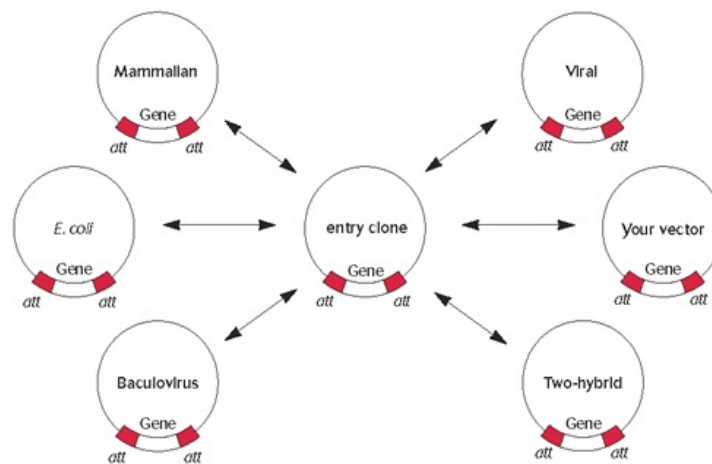 Mammalian
Gene
att att
Viral
Gene
att att
E. coli
Gene
att att
entry clone
Gene
att att
Your vector
Gene
att att
Baculovirus
Gene
att att
Two-hybrid
Gene
att att